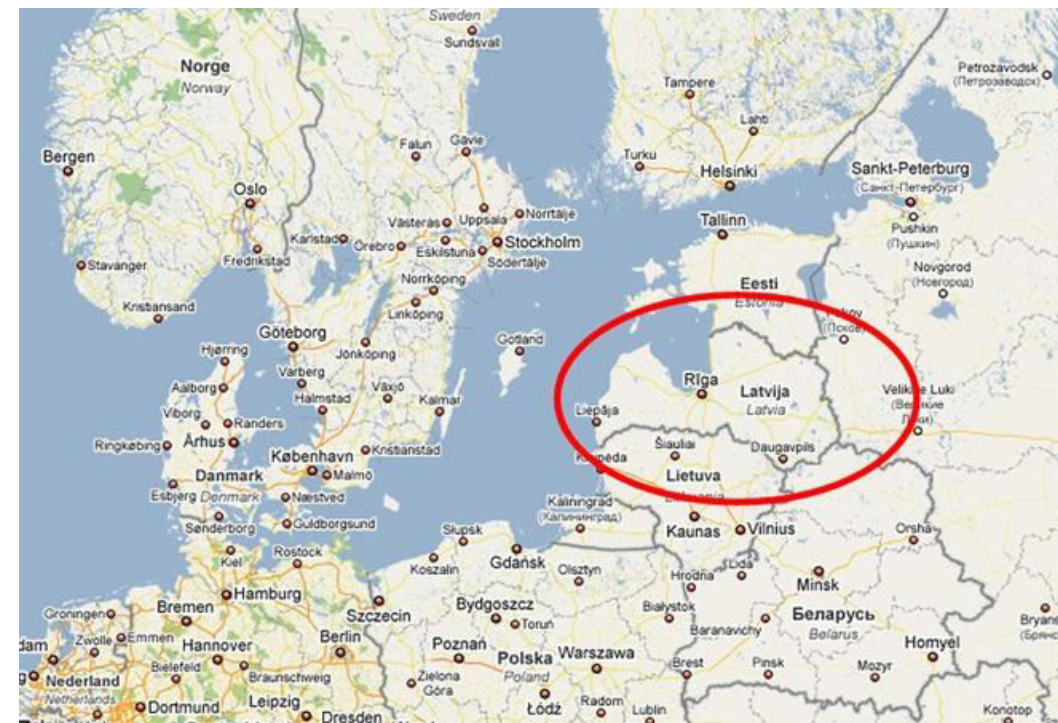 Sweden
Sundsvall
Norge
Norway
Petrozavodsk
(Петрозаводск)
Tampere
Lahti
Bergen
Falun
Gävle
Turku
Helsinki
Sankt-Peterburg
(Санкт-Петербург)
Oslo
Västerås
Uppsala
Norrtälje
Tallinn
Pushkin
(Пушкин)
Karlstad
Örebro
Eskilstuna
Stockholm
Södertälje
Stavanger
Fredrikstad
Novgorod
(Новгород)
Norrköping
Eesti
Estonia
Kristiansand
Linköping
(Псков)
Göteborg
Gotland
Hjørring
Jönköping
Varberg
Rīga
Latvija
Latvia
Aalborg
Halmstad
Växjö
Kalmar
Velikie Luki
(Великие
Луки)
Viborg
Randers
Liepāja
Ringkøbing
Århus
København
Kristianstad
Šiauliai
Daugavpils
Danmark
Denmark
Malmö
Lietuva
Esbjerg
Næstved
Kaliningrad
(Калининград)
Sønderborg
Guldborgsund
Słupsk
Kaunas
Vilnius
Orsha
Kiel
Rostock
Koszalin
Gdańsk
Olsztyn
Hrodna
Lida
Minsk
Hamburg
Groningen
Bremen
Szczecin
Bydgoszcz
Toruń
Białystok
Baranavichy
Беларусь
Belarus
Zwolle
Emmen
Hannover
Berlin
Poznań
Polska
Poland
Warszawa
Homyel
Bielefeld
Braunschweig
Zielona
Góra
Brest
Pinsk
Mozyr
Nederland
Netherlands
Dortmund
Leipzig
Dresden
Łódź
Radom
Lublin
Konotop